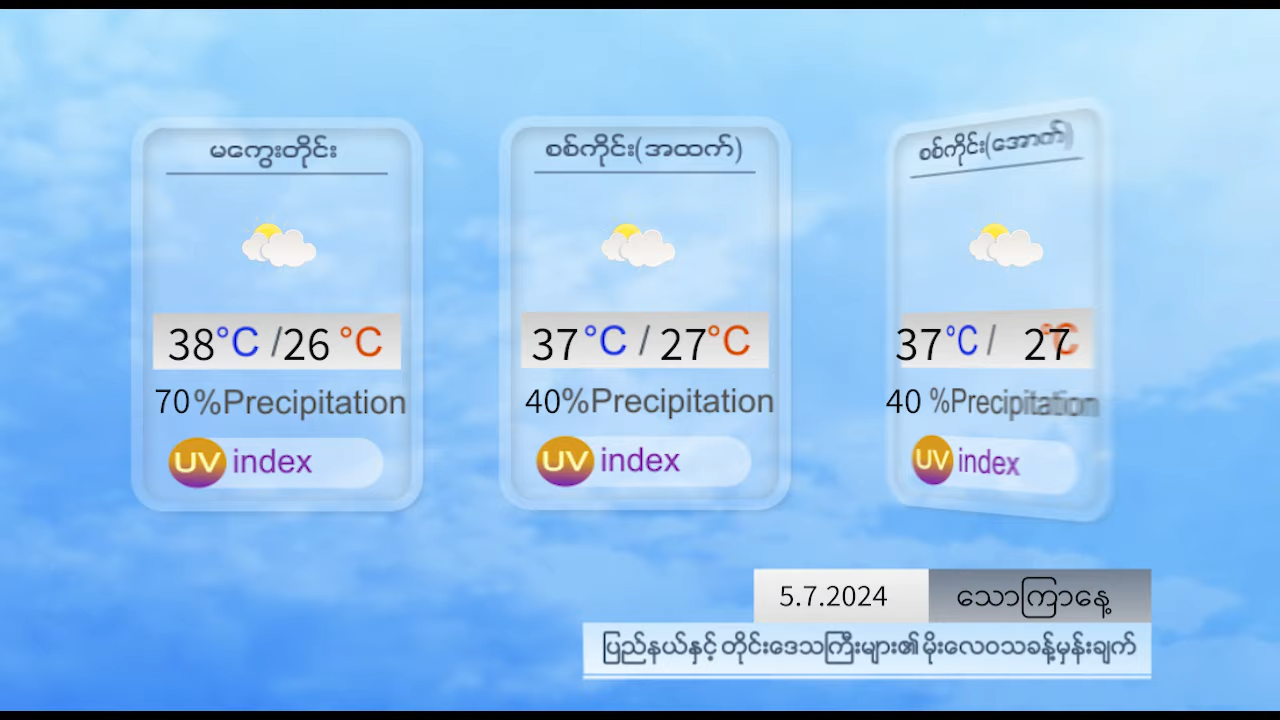 မကွေးတိုင်း
38°C /26 °C
70 %Precipitation
UV index
စစ်ကိုင်း(အထက်)
37°C / 27°C
40%Precipitation
UV index
စစ်ကိုင်း(အောက်)
37°C / 27°C
40 %Precipitation
UV index
5.7.2024 သောကြာနေ့
ပြည်နယ်နှင့် တိုင်းဒေသကြီးများ၏ မိုးလေဝသခန့်မှန်းချက်